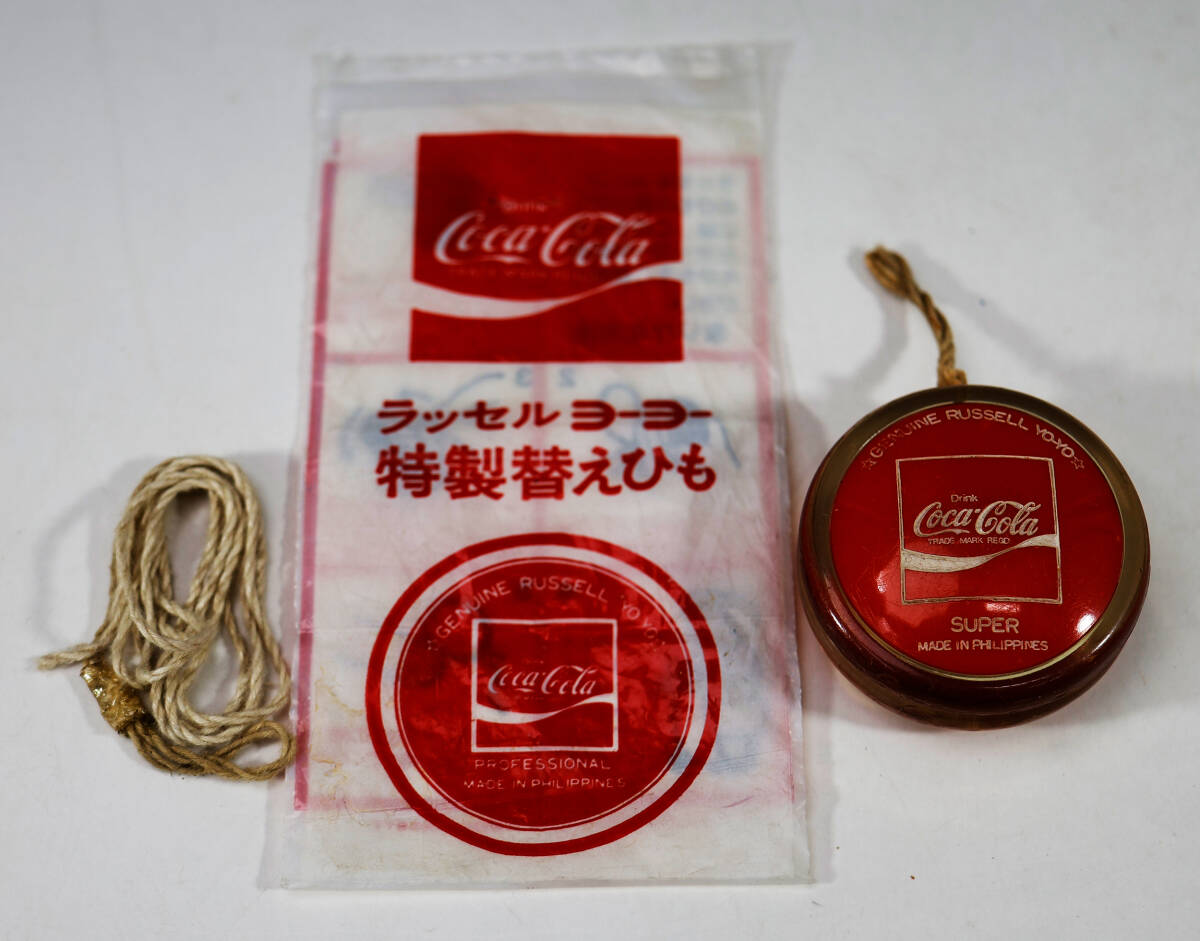 Drink
Coca-Cola
ラッセル ヨーヨー
特製替えひも
☆GENUINE RUSSELL YO-YO☆
Coca-Cola
PROFESSIONAL
MADE IN PHILIPPINES
☆GENUINE RUSSELL YO-YO☆
Drink
Coca-Cola
TRADE MARK REGD
SUPER
MADE IN PHILIPPINES